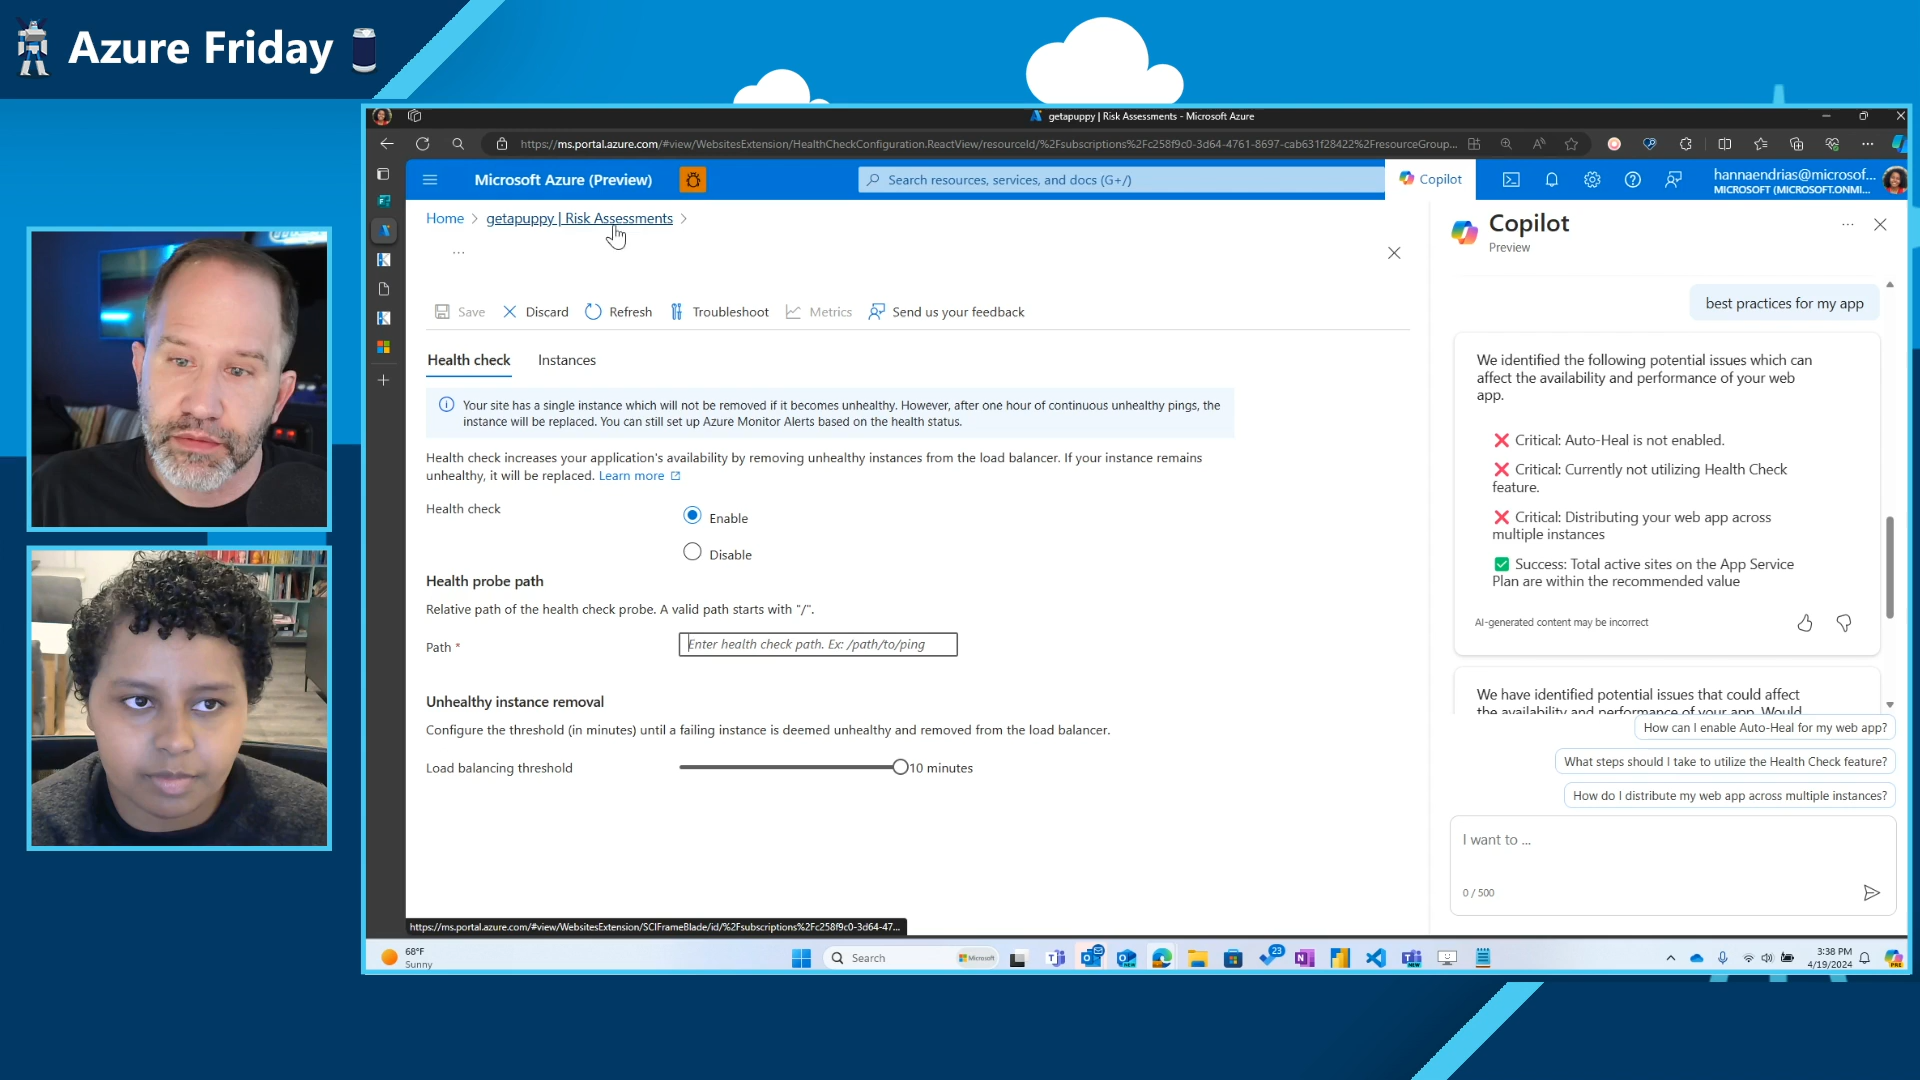 Azure Friday
getapuppy | Risk Assessments - Microsoft Azure
https://ms.portal.azure.com/#view/WebsitesExtension/HealthCheckConfiguration.ReactView/resourceId/%2Fsubscriptions%2Fc258f9c0-3d64-4761-8697-cab631f28422%2FresourceGroup...
Microsoft Azure (Preview)
Search resources, services, and docs (G+/)
Copilot
hannaendrias@microsof...
MICROSOFT (MICROSOFT.ONMI...
Home > getapuppy | Risk Assessments >
...
Save Discard Refresh Troubleshoot Metrics Send us your feedback
Health check Instances
Your site has a single instance which will not be removed if it becomes unhealthy. However, after one hour of continuous unhealthy pings, the
instance will be replaced. You can still set up Azure Monitor Alerts based on the health status.
Health check increases your application's availability by removing unhealthy instances from the load balancer. If your instance remains
unhealthy, it will be replaced. Learn more
Health check
Enable
Disable
Health probe path
Relative path of the health check probe. A valid path starts with "/".
Path *
Enter health check path. Ex: /path/to/ping
Unhealthy instance removal
Configure the threshold (in minutes) until a failing instance is deemed unhealthy and removed from the load balancer.
Load balancing threshold
10 minutes
https://ms.portal.azure.com/#view/WebsitesExtension/SCIFrameBlade/id/%2Fsubscriptions%2Fc258f9c0-3d64-47...
Copilot
Preview
...
best practices for my app
We identified the following potential issues which can
affect the availability and performance of your web
app.
❌ Critical: Auto-Heal is not enabled.
❌ Critical: Currently not utilizing Health Check
feature.
❌ Critical: Distributing your web app across
multiple instances
✅ Success: Total active sites on the App Service
Plan are within the recommended value
AI-generated content may be incorrect
We have identified potential issues that could affect
the availability and performance of your app. Would
How can I enable Auto-Heal for my web app?
What steps should I take to utilize the Health Check feature?
How do I distribute my web app across multiple instances?
I want to ...
0 / 500
68°F
Sunny
Search
Microsoft
23
3:38 PM
4/19/2024